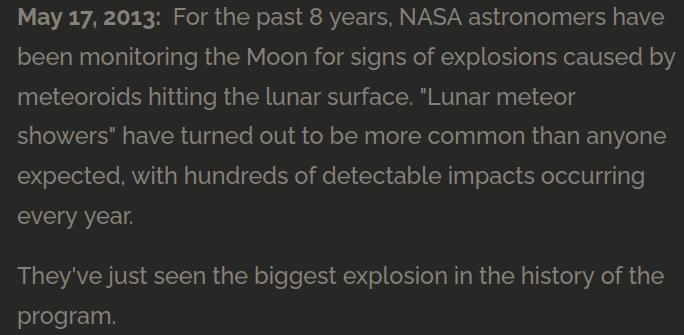 May 17, 2013: For the past 8 years, NASA astronomers have
been monitoring the Moon for signs of explosions caused by
meteoroids hitting the lunar surface. "Lunar meteor
showers" have turned out to be more common than anyone
expected, with hundreds of detectable impacts occurring
every year.
They've just seen the biggest explosion in the history of the
program.